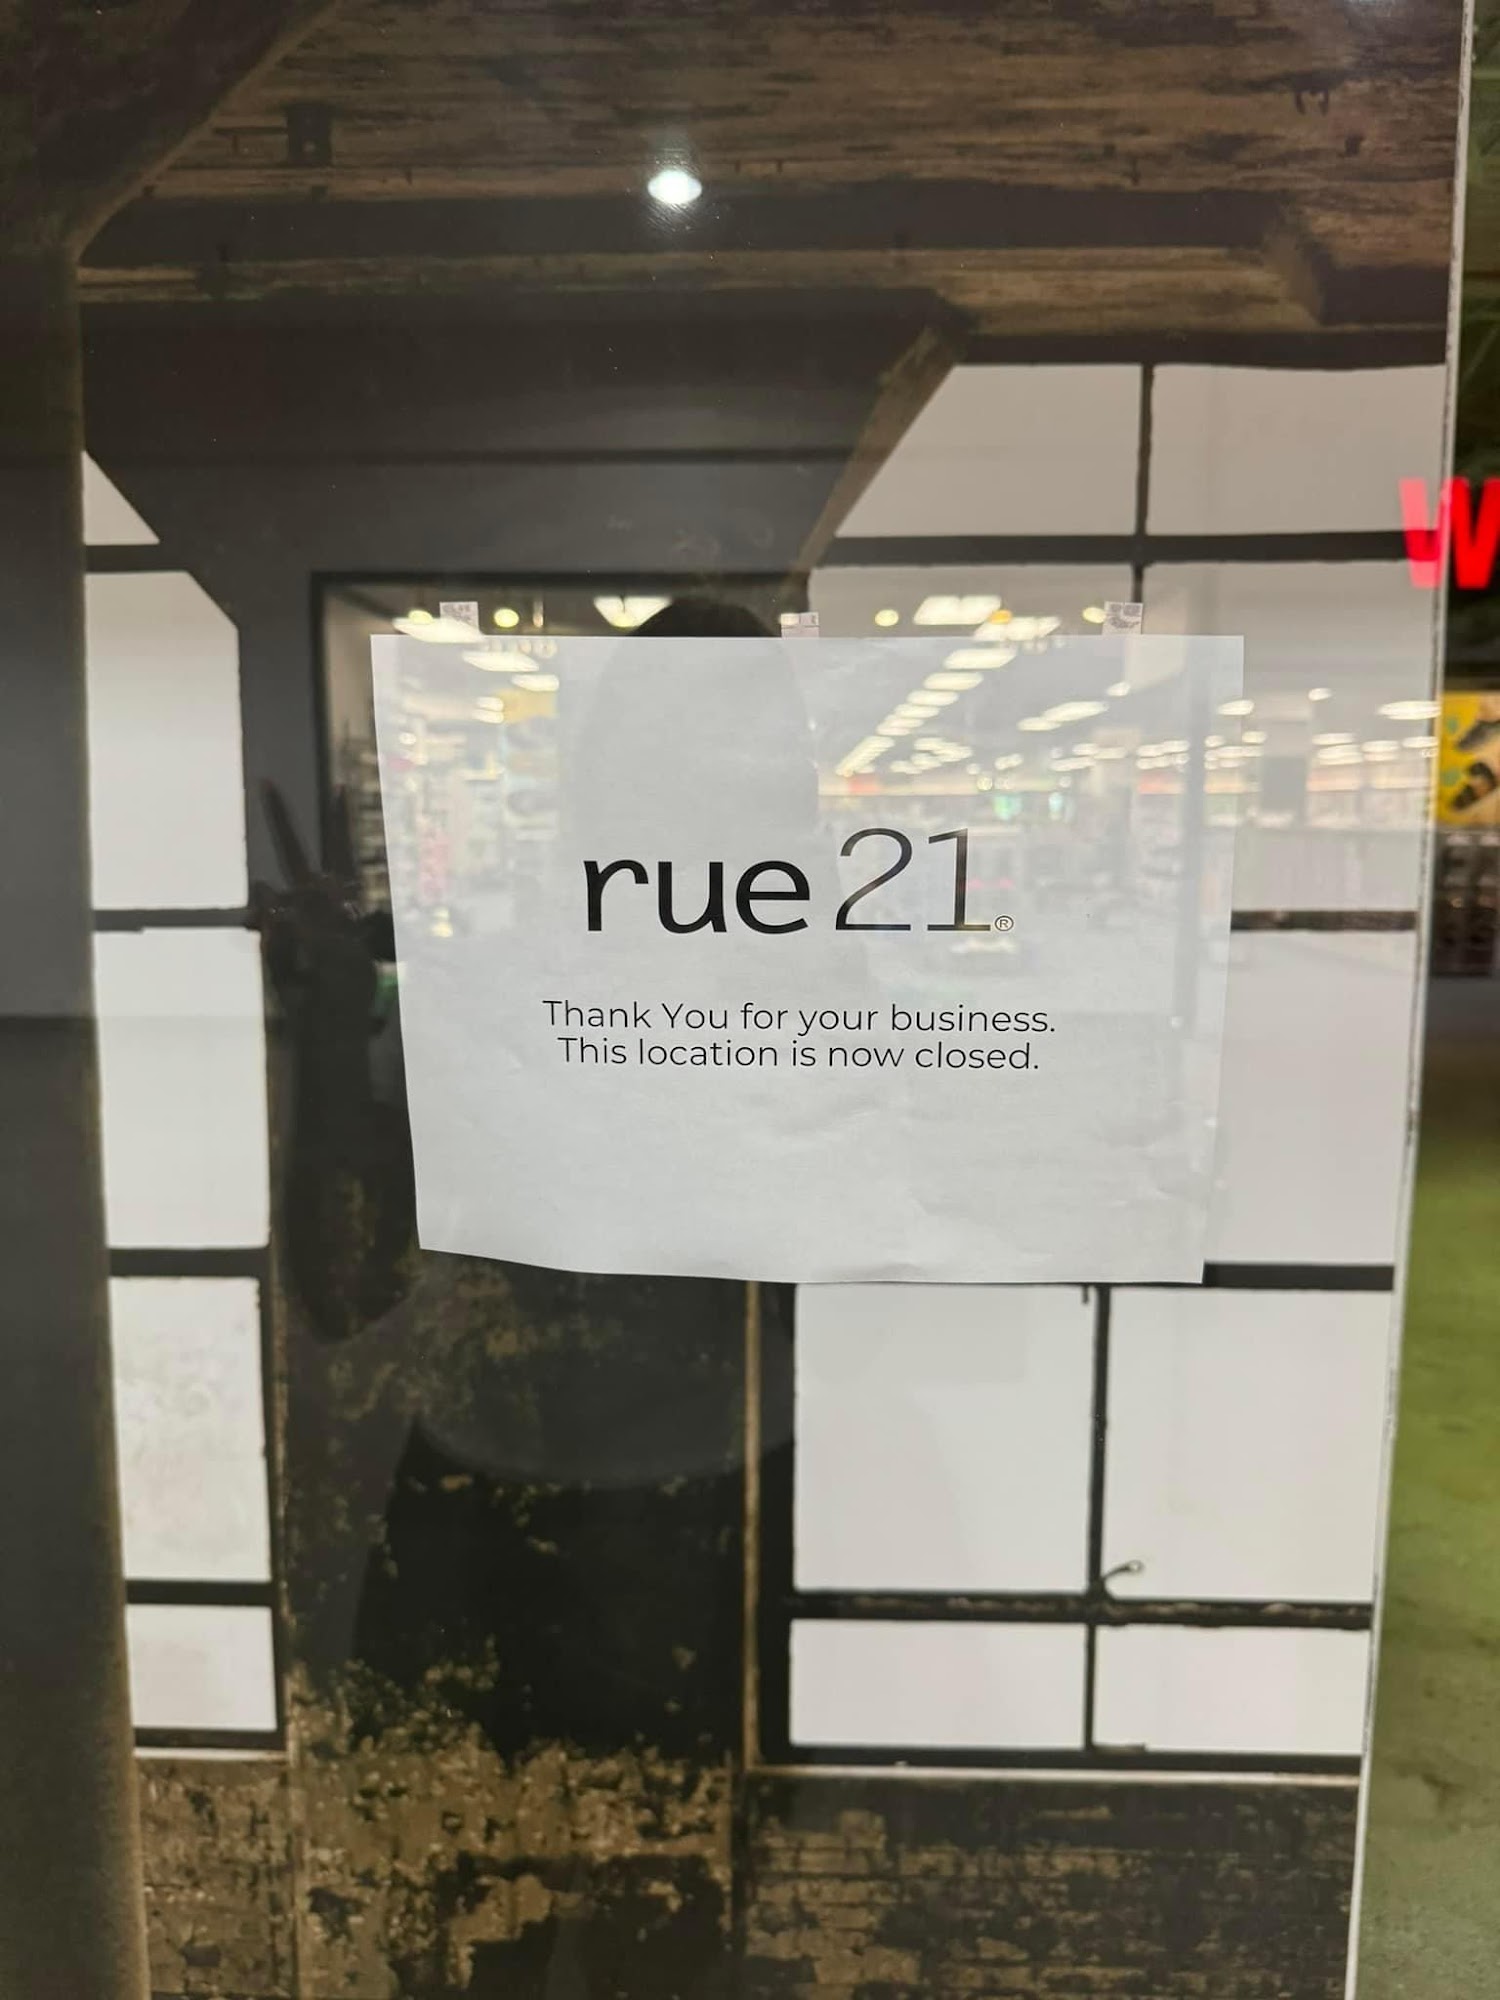 W
rue21®
Thank You for your business.
This location is now closed.